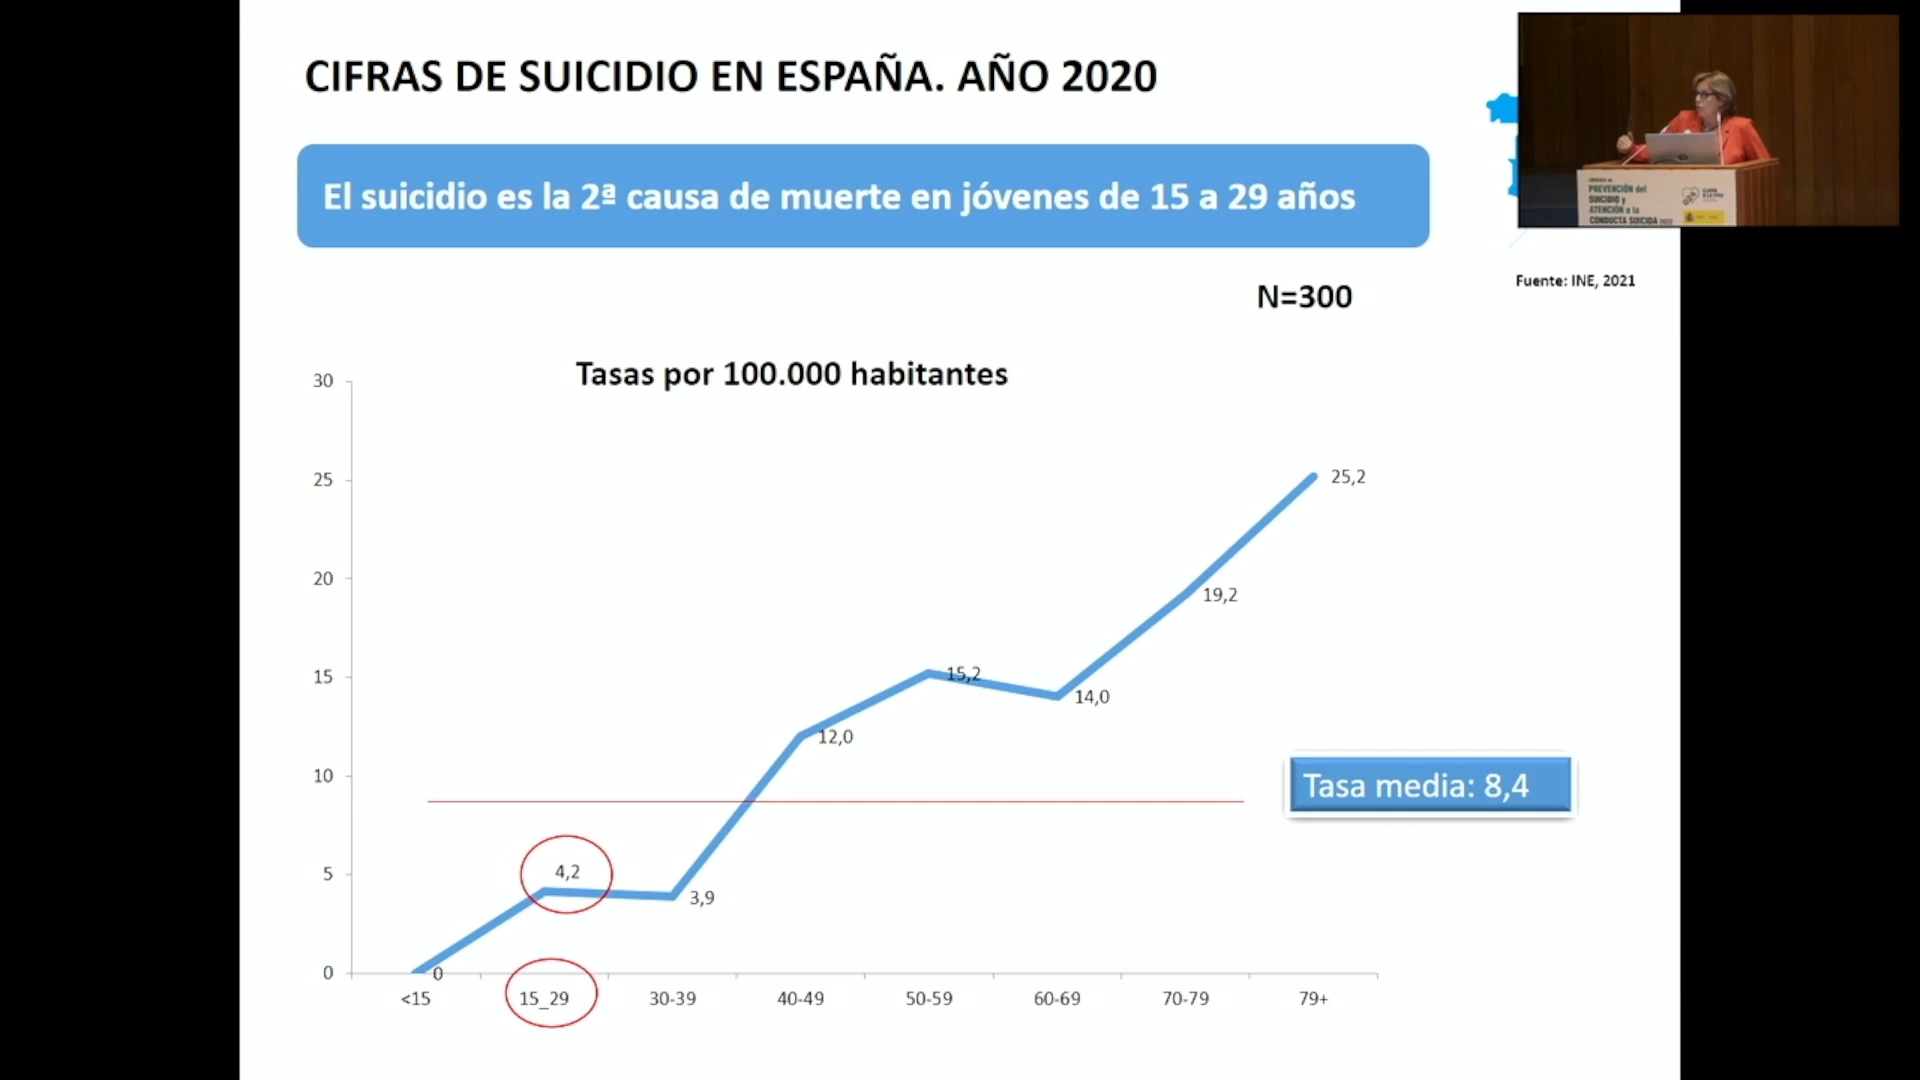 CIFRAS DE SUICIDIO EN ESPAÑA. AÑO 2020
El suicidio es la 2ª causa de muerte en jóvenes de 15 a 29 años
PREVENCIÓN del
SUICIDIO y
ATENCIÓN a la
CONDUCTA SUICIDA 2022
Fuente: INE, 2021
N=300
Tasas por 100.000 habitantes
30
25
20
15
10
5
0
0
4,2
3,9
12,0
15,2
14,0
19,2
25,2
Tasa media: 8,4
<15
15_29
30-39
40-49
50-59
60-69
70-79
79+